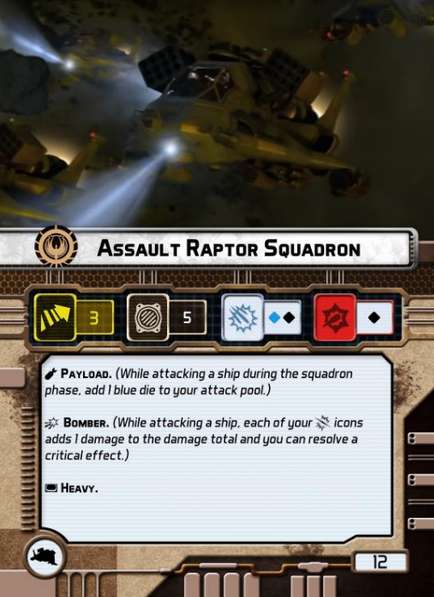 Assault Raptor Squadron
3
5
Payload. (While attacking a ship during the squadron
phase, add 1 blue die to your attack pool.)
Bomber. (While attacking a ship, each of your icons
adds 1 damage to the damage total and you can resolve a
critical effect.)
Heavy.
12